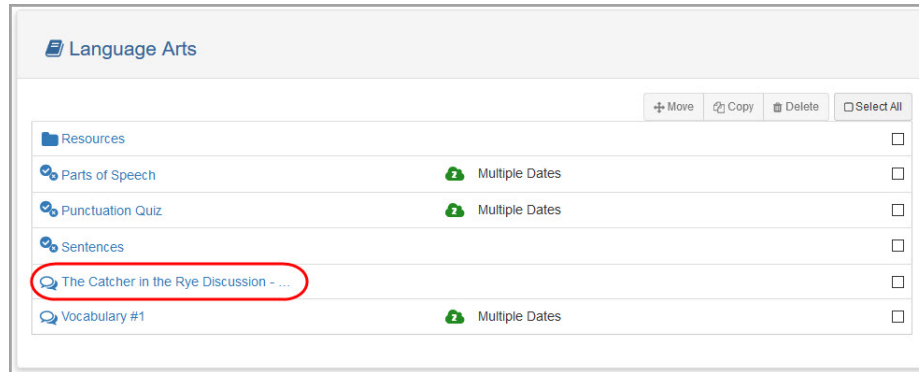 Language Arts
Move Copy Delete Select All
Resources
Parts of Speech 2 Multiple Dates
Punctuation Quiz 2 Multiple Dates
Sentences
The Catcher in the Rye Discussion - ...
Vocabulary #1 2 Multiple Dates